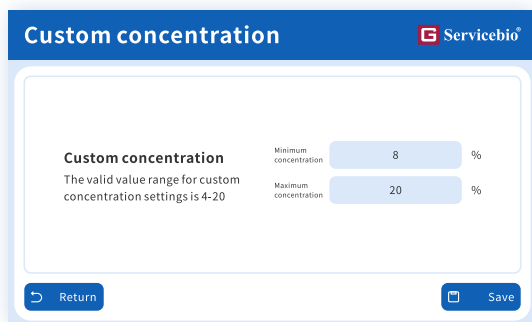 Custom concentration
G Servicebio®
Custom concentration
The valid value range for custom
concentration settings is 4-20
Minimum
concentration
8 %
Maximum
concentration
20 %
Return
Save